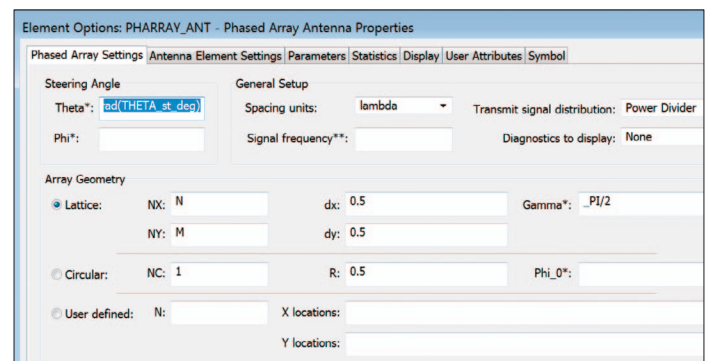 Element Options: PHARRAY_ANT - Phased Array Antenna Properties
Phased Array Settings Antenna Element Settings Parameters Statistics Display User Attributes Symbol
Steering Angle General Setup
Theta*: rad(THETA_st_deg) Spacing units: lambda Transmit signal distribution: Power Divider
Phi*: Signal frequency**: Diagnostics to display: None
Array Geometry
Lattice: NX: N dx: 0.5 Gamma*: _PI/2
NY: M dy: 0.5
Circular: NC: 1 R: 0.5 Phi_0*:
User defined: N: X locations:
Y locations: